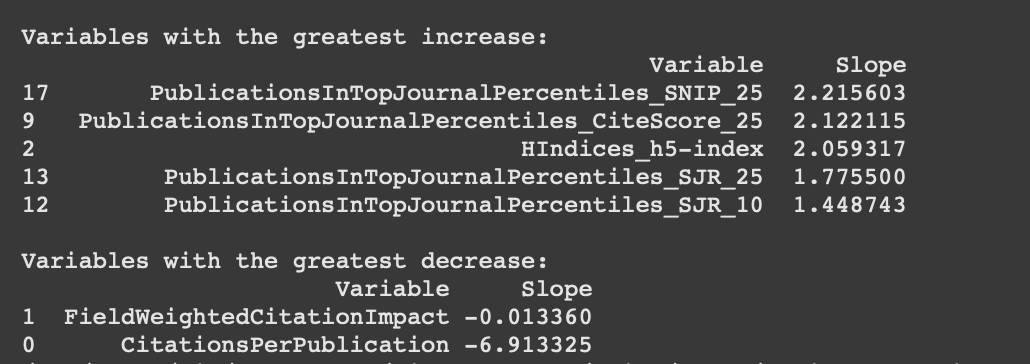 Variables with the greatest increase:
Variable Slope
17 PublicationsInTopJournalPercentiles_SNIP_25 2.215603
9 PublicationsInTopJournalPercentiles_CiteScore_25 2.122115
2 HIndices_h5-index 2.059317
13 PublicationsInTopJournalPercentiles_SJR_25 1.775500
12 PublicationsInTopJournalPercentiles_SJR_10 1.448743
Variables with the greatest decrease:
Variable Slope
1 FieldWeightedCitationImpact -0.013360
0 CitationsPerPublication -6.913325